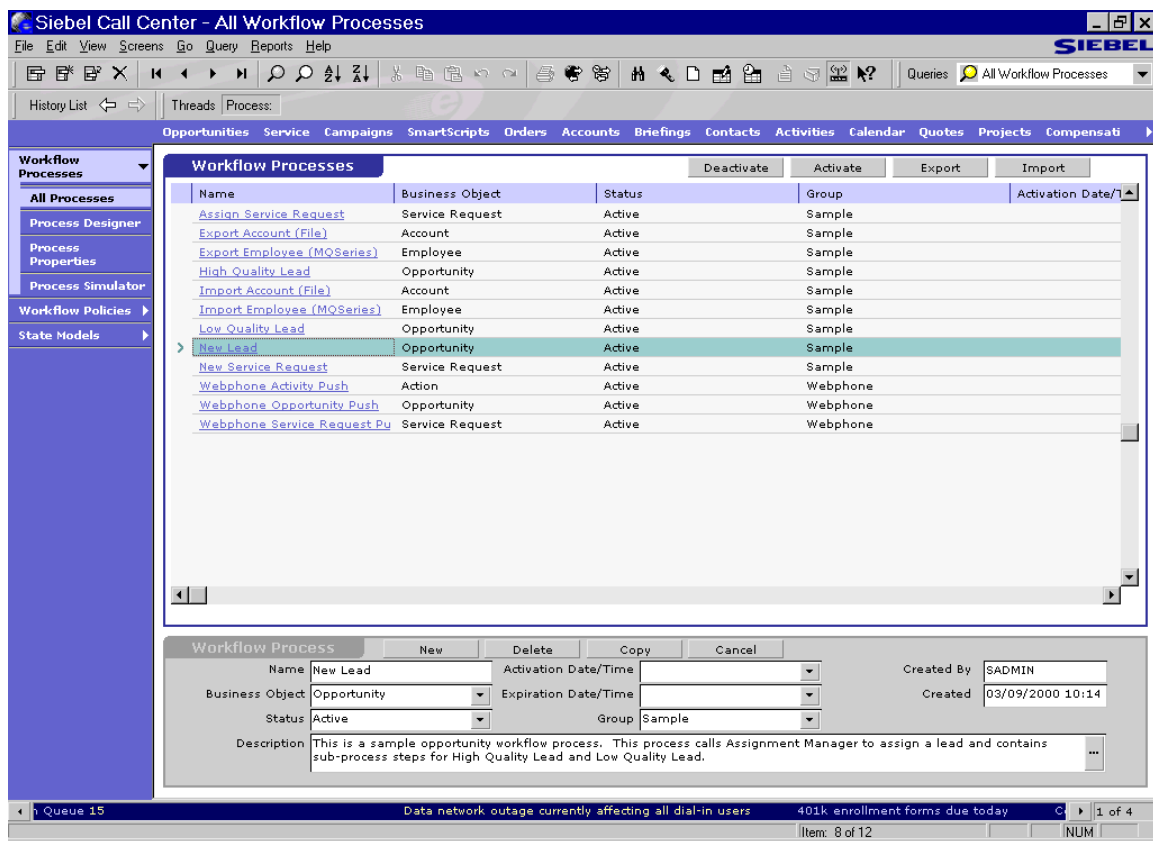 Siebel Call Center - All Workflow Processes
File Edit View Screens Go Query Reports Help
SIEBEL
Queries All Workflow Processes
History List Threads Process:
Opportunities Service Campaigns SmartScripts Orders Accounts Briefings Contacts Activities Calendar Quotes Projects Compensati
Workflow Processes
All Processes
Process Designer
Process Properties
Process Simulator
Workflow Policies
State Models
Workflow Processes Deactivate Activate Export Import
Name Business Object Status Group Activation Date/T
Assign Service Request Service Request Active Sample
Export Account (File) Account Active Sample
Export Employee (MQSeries) Employee Active Sample
High Quality Lead Opportunity Active Sample
Import Account (File) Account Active Sample
Import Employee (MQSeries) Employee Active Sample
Low Quality Lead Opportunity Active Sample
New Lead Opportunity Active Sample
New Service Request Service Request Active Sample
Webphone Activity Push Action Active Webphone
Webphone Opportunity Push Opportunity Active Webphone
Webphone Service Request Pu Service Request Active Webphone
Workflow Process New Delete Copy Cancel
Name New Lead Activation Date/Time Created By SADMIN
Business Object Opportunity Expiration Date/Time Created 03/09/2000 10:14
Status Active Group Sample
Description This is a sample opportunity workflow process. This process calls Assignment Manager to assign a lead and contains
sub-process steps for High Quality Lead and Low Quality Lead.
n Queue 15 Data network outage currently affecting all dial-in users 401k enrollment forms due today 1 of 4
Item: 8 of 12 NUM